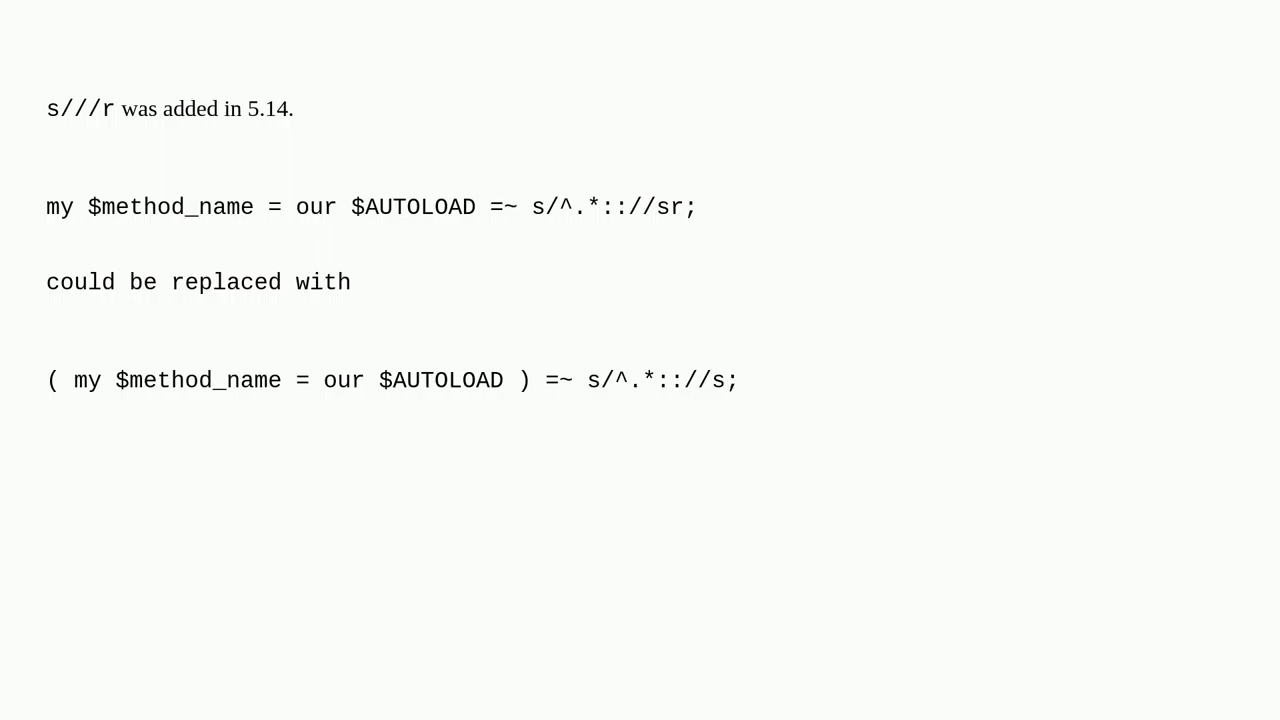 s///r was added in 5.14.
my $method_name = our $AUTOLOAD =~ s/^.*:://sr;
could be replaced with
( my $method_name = our $AUTOLOAD ) =~ s/^.*:://s;